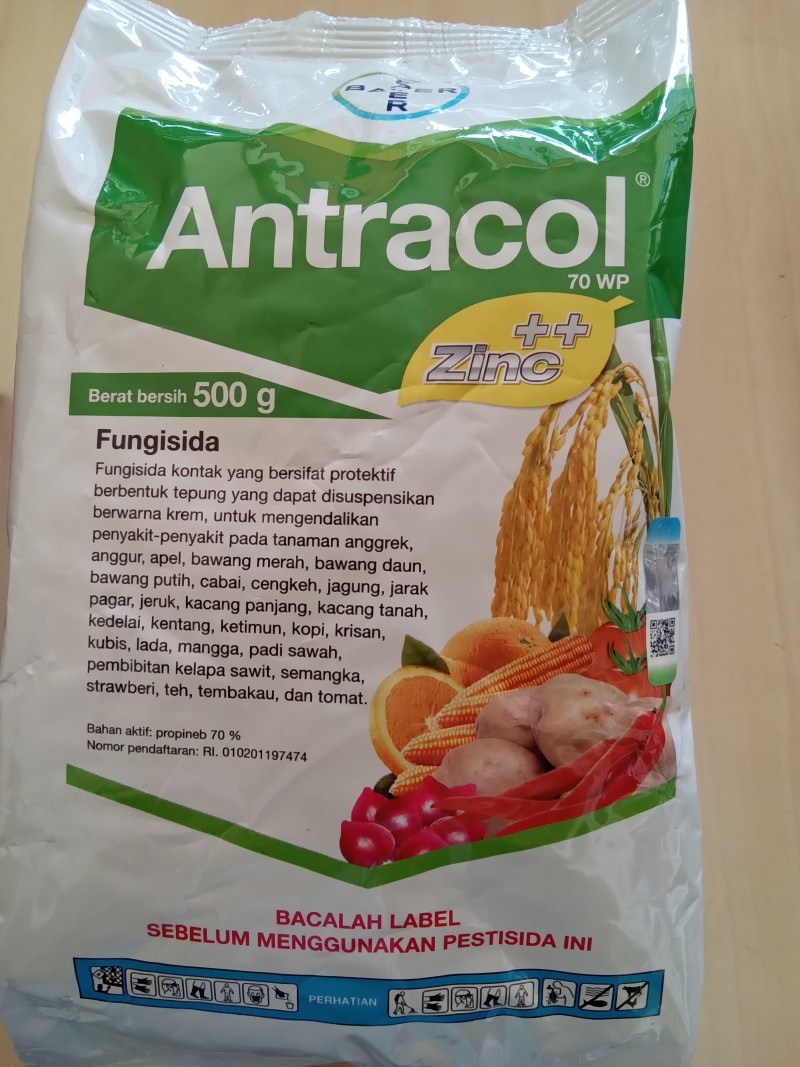 BAYER
BAYER
Antracol®
70 WP
Zinc++
Berat bersih 500 g
Fungisida
Fungisida kontak yang bersifat protektif
berbentuk tepung yang dapat disuspensikan
berwarna krem, untuk mengendalikan
penyakit-penyakit pada tanaman anggrek,
anggur, apel, bawang merah, bawang daun,
bawang putih, cabai, cengkeh, jagung, jarak
pagar, jeruk, kacang panjang, kacang tanah,
kedelai, kentang, ketimun, kopi, krisan,
kubis, lada, mangga, padi sawah,
pembibitan kelapa sawit, semangka,
strawberi, teh, tembakau, dan tomat.
Bahan aktif: propineb 70 %
Nomor pendaftaran: RI. 010201197474
BACALAH LABEL
SEBELUM MENGGUNAKAN PESTISIDA INI
PERHATIAN